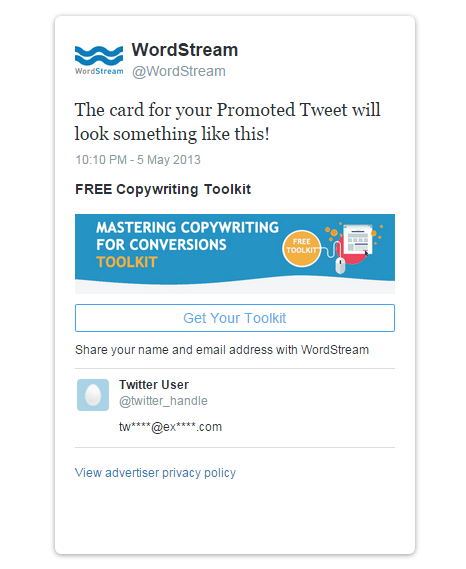 WordStream
WordStream
@WordStream
The card for your Promoted Tweet will
look something like this!
10:10 PM - 5 May 2013
FREE Copywriting Toolkit
MASTERING COPYWRITING
FOR CONVERSIONS
TOOLKIT
FREE
TOOLKIT
Get Your Toolkit
Share your name and email address with WordStream
Twitter User
@twitter_handle
tw****@ex****.com
View advertiser privacy policy